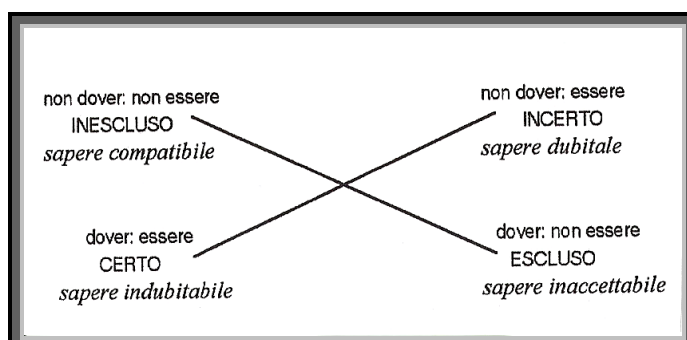 non dover: non essere
INESCLUSO
sapere compatibile
non dover: essere
INCERTO
sapere dubitale
dover: essere
CERTO
sapere indubitabile
dover: non essere
ESCLUSO
sapere inaccettabile